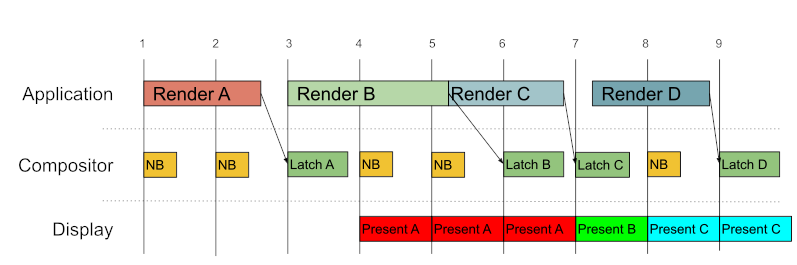 1 2 3 4 5 6 7 8 9
Application Render A Render B Render C Render D
Compositor NB NB Latch A NB NB Latch B Latch C NB Latch D
Display Present A Present A Present A Present B Present C Present C